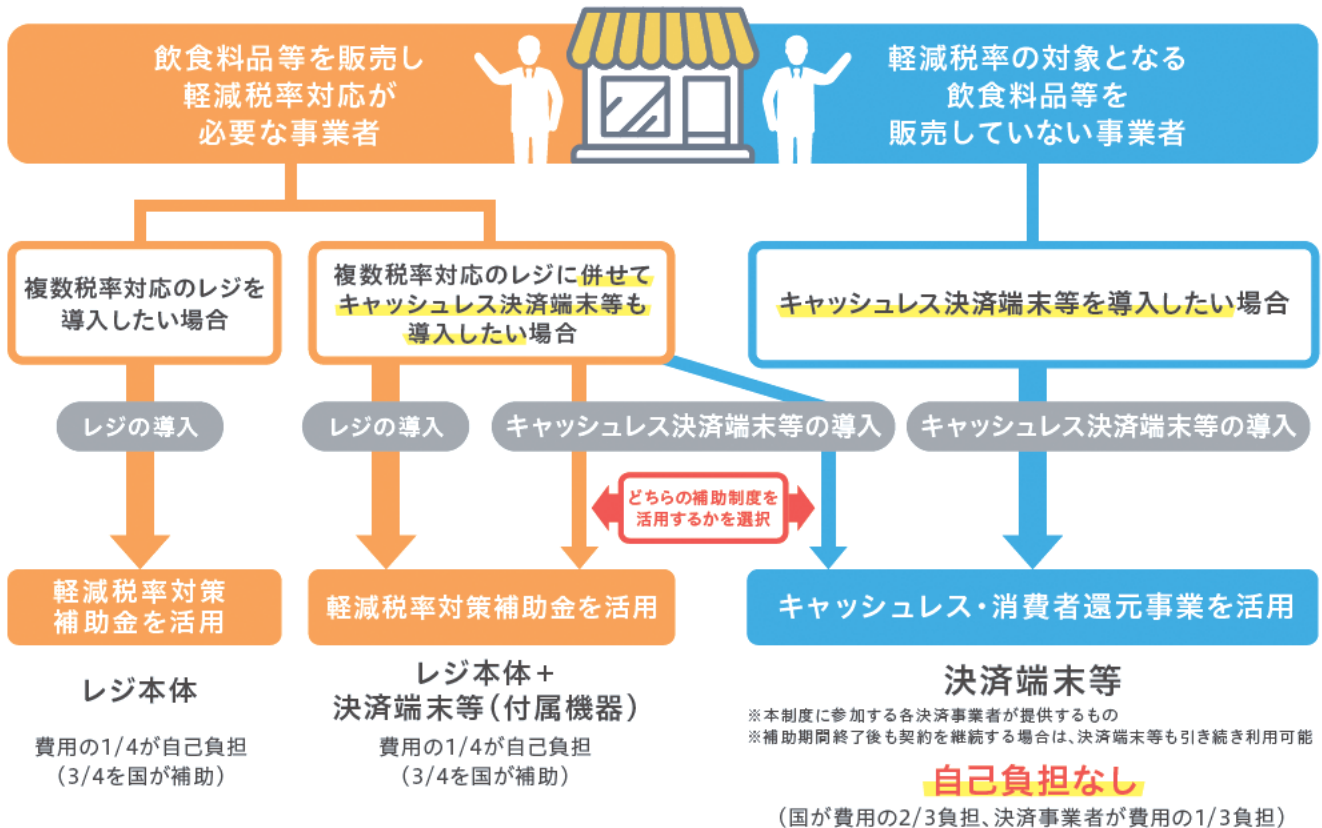 飲食料品等を販売し
軽減税率対応が
必要な事業者
軽減税率の対象となる
飲食料品等を
販売していない事業者
複数税率対応のレジを
導入したい場合
複数税率対応のレジに併せて
キャッシュレス決済端末等も
導入したい場合
キャッシュレス決済端末等を導入したい場合
レジの導入
レジの導入
キャッシュレス決済端末等の導入
キャッシュレス決済端末等の導入
どちらの補助制度を
活用するかを選択
軽減税率対策
補助金を活用
軽減税率対策補助金を活用
キャッシュレス・消費者還元事業を活用
レジ本体
費用の1/4が自己負担
（3/4を国が補助）
レジ本体+
決済端末等（付属機器）
費用の1/4が自己負担
（3/4を国が補助）
決済端末等
※本制度に参加する各決済事業者が提供するもの
※補助期間終了後も契約を継続する場合は、決済端末等も引き続き利用可能
自己負担なし
（国が費用の2/3負担、決済事業者が費用の1/3負担）